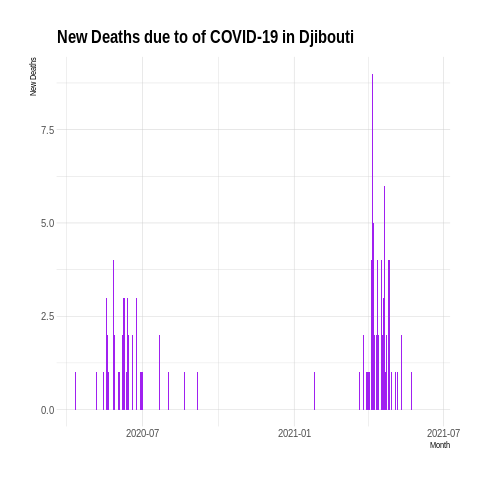 New Deaths due to of COVID-19 in Djibouti
New Deaths
7.5
5.0
2.5
0.0
2020-07
2021-01
2021-07
Month